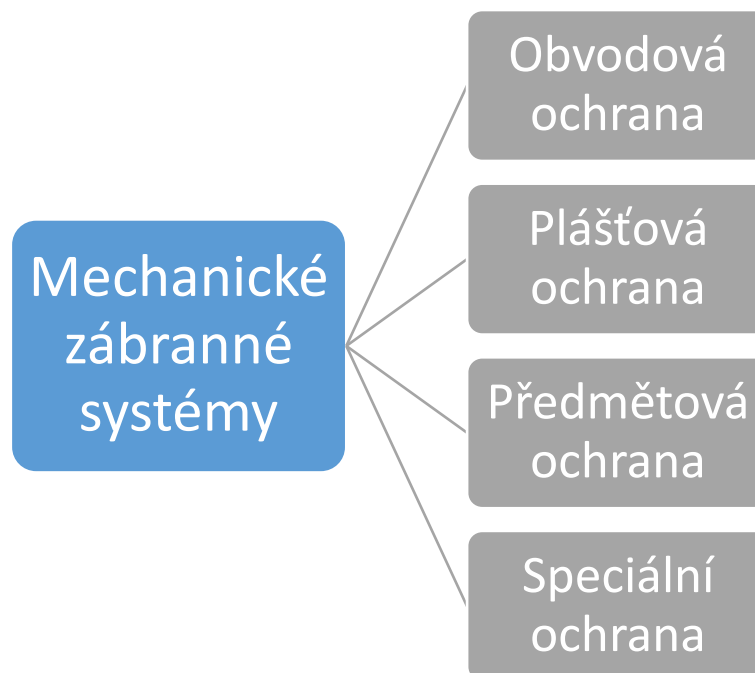 Mechanické
zábranné
systémy
Obvodová
ochrana
Plášťová
ochrana
Předmětová
ochrana
Speciální
ochrana